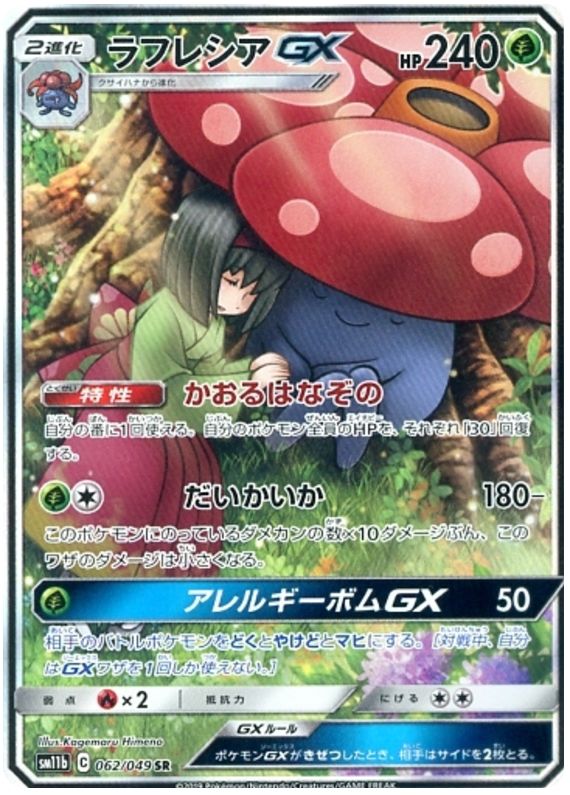 2進化 ラフレシアGX HP240
クサイハナから進化
とくせい
特性 かおるはなぞの
自分の番に1回使える。自分のポケモン全員のHPを、それぞれ「30」回復
する。
だいかいか 180-
このポケモンにのっているダメカンの数×10ダメージぶん、この
ワザのダメージは小さくなる。
アレルギーボムGX 50
相手のバトルポケモンをどくとやけどとマヒにする。[対戦中、自分
はGXワザを1回しか使えない。]
弱点 ×2 抵抗力 にげる
Illus.Kagemaru Himeno
GXルール
sm11b C 062/049 SR
ポケモンGXがきぜつしたとき、相手はサイドを2枚とる。
©2019 Pokémon/Nintendo/Creatures/GAME FREAK